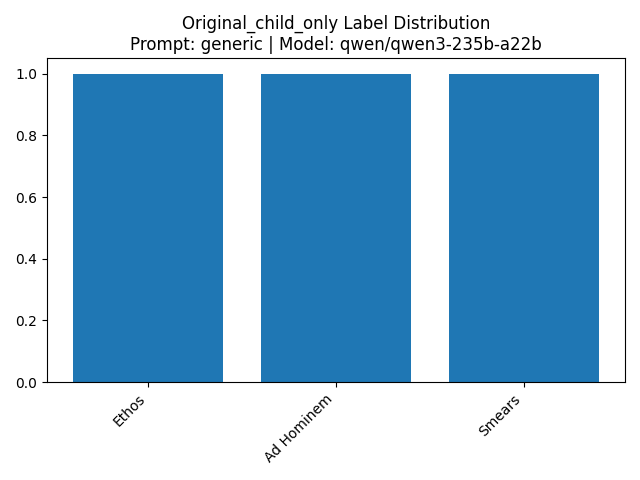 Original_child_only Label Distribution
Prompt: generic | Model: qwen/qwen3-235b-a22b
1.0
0.8
0.6
0.4
0.2
0.0
Ethos
Ad Hominem
Smears